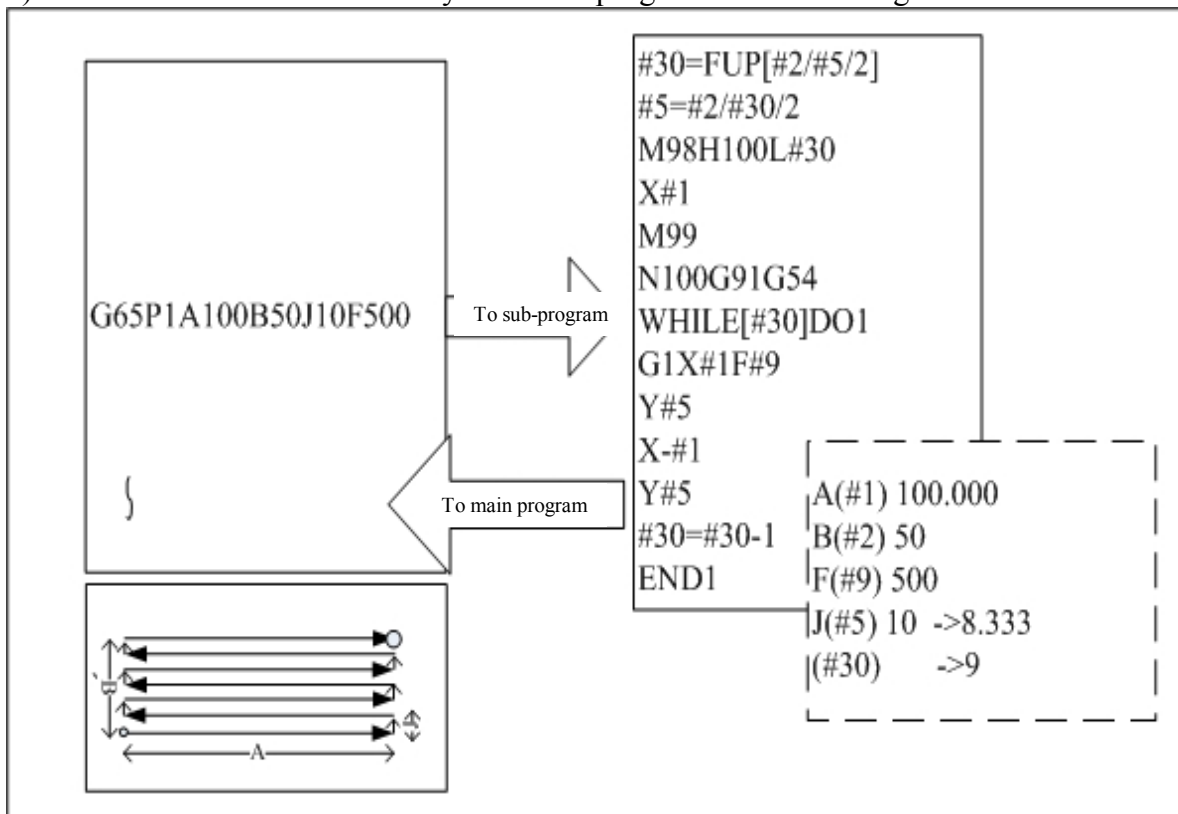 G65P1A100B50J10F500
To sub-program
To main program
#30=FUP[#2/#5/2]
#5=#2/#30/2
M98H100L#30
X#1
M99
N100G91G54
WHILE[#30]DO1
G1X#1F#9
Y#5
X-#1
Y#5
#30=#30-1
END1
A(#1) 100.000
B(#2) 50
F(#9) 500
J(#5) 10 ->8.333
(#30) ->9
B
J
A